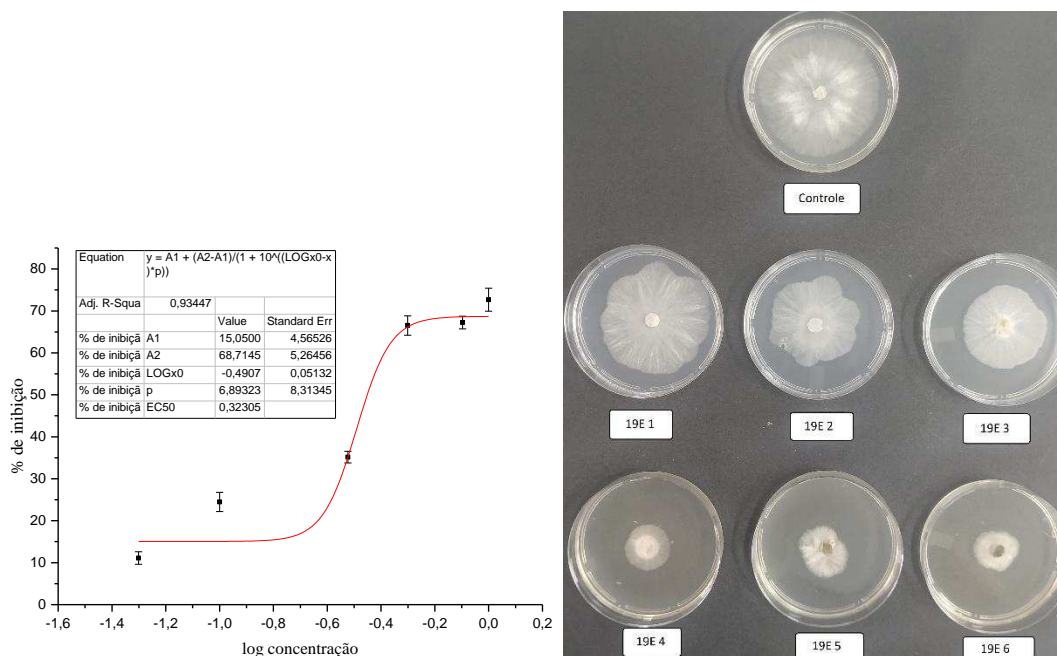 Equation y = A1 + (A2-A1)/(1 + 10^((LOGx0-x
)*p))
Adj. R-Squa 0,93447
Value Standard Err
% de inibiçã A1 15,0500 4,56526
% de inibiçã A2 68,7145 5,26456
% de inibiçã LOGx0 -0,4907 0,05132
% de inibiçã p 6,89323 8,31345
% de inibiçã EC50 0,32305
% de inibição
80
70
60
50
40
30
20
10
0
-1,6 -1,4 -1,2 -1,0 -0,8 -0,6 -0,4 -0,2 0,0 0,2
log concentração
Controle
19E 1 19E 2 19E 3
19E 4 19E 5 19E 6